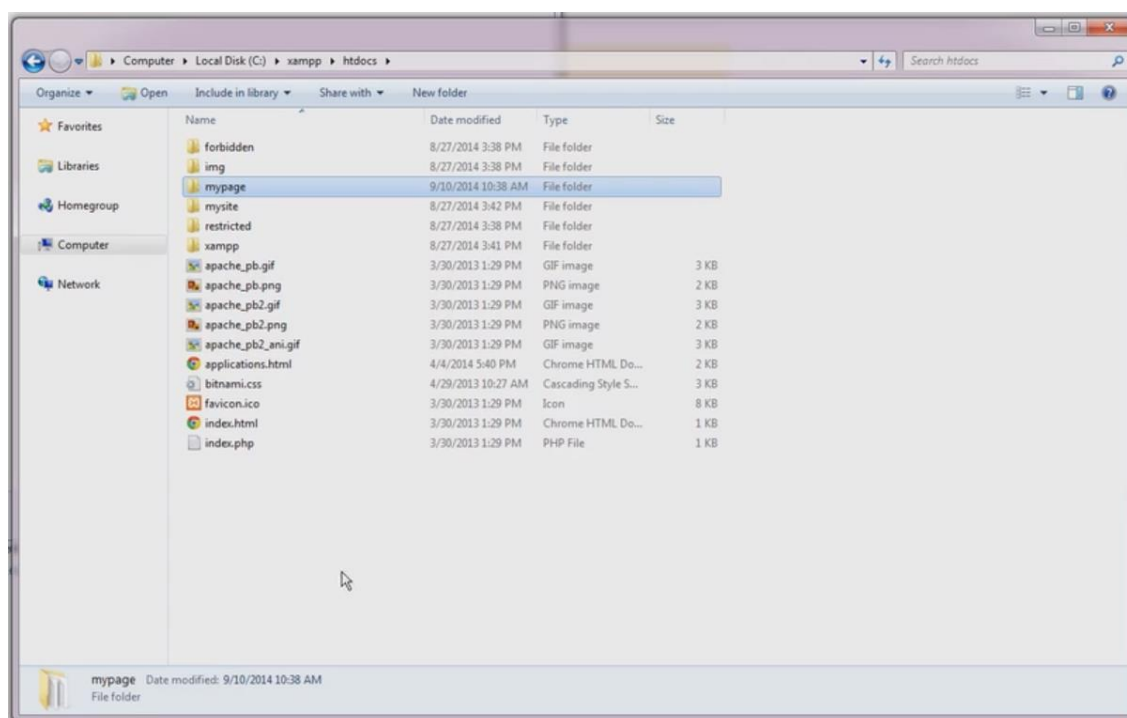 Computer Local Disk (C:) xampp htdocs Search htdocs
Organize Open Include in library Share with New folder
Favorites
Libraries
Homegroup
Computer
Network
Name Date modified Type Size
forbidden 8/27/2014 3:38 PM File folder
img 8/27/2014 3:38 PM File folder
mypage 9/10/2014 10:38 AM File folder
mysite 8/27/2014 3:42 PM File folder
restricted 8/27/2014 3:38 PM File folder
xampp 8/27/2014 3:41 PM File folder
apache_pb.gif 3/30/2013 1:29 PM GIF image 3 KB
apache_pb.png 3/30/2013 1:29 PM PNG image 2 KB
apache_pb2.gif 3/30/2013 1:29 PM GIF image 3 KB
apache_pb2.png 3/30/2013 1:29 PM PNG image 2 KB
apache_pb2_ani.gif 3/30/2013 1:29 PM GIF image 3 KB
applications.html 4/4/2014 5:40 PM Chrome HTML Do... 2 KB
bitnami.css 4/29/2013 10:27 AM Cascading Style S... 3 KB
favicon.ico 3/30/2013 1:29 PM Icon 8 KB
index.html 3/30/2013 1:29 PM Chrome HTML Do... 1 KB
index.php 3/30/2013 1:29 PM PHP File 1 KB
mypage Date modified: 9/10/2014 10:38 AM
File folder